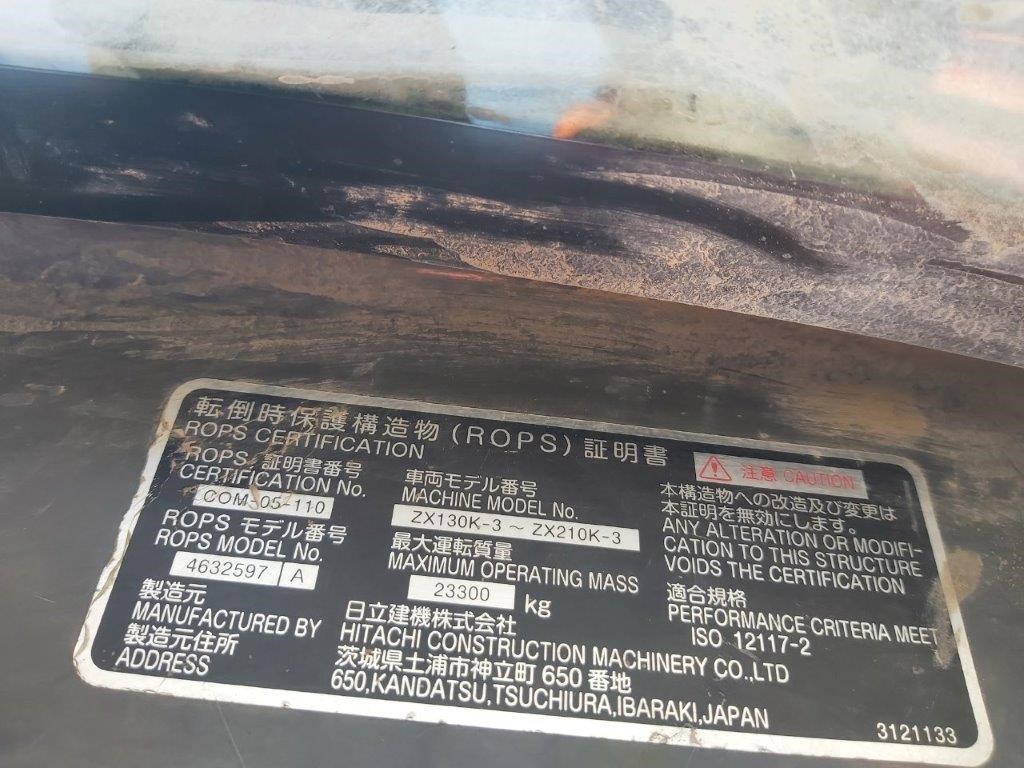 転倒時保護構造物(ROPS)証明書
ROPS CERTIFICATION
ROPS 証明書番号
CERTIFICATION No.
COM-05-110
ROPS モデル番号
ROPS MODEL No.
4632597 A
車両モデル番号
MACHINE MODEL No.
ZX130K-3 ~ ZX210K-3
最大運転質量
MAXIMUM OPERATING MASS
23300 kg
注意 CAUTION
本構造物への改造及び変更は
本証明を無効にします。
ANY ALTERATION OR MODIFI-
CATION TO THIS STRUCTURE
VOIDS THE CERTIFICATION
適合規格
PERFORMANCE CRITERIA MEET
ISO 12117-2
製造元
MANUFACTURED BY
日立建機株式会社
HITACHI CONSTRUCTION MACHINERY CO.,LTD
製造元住所
ADDRESS
茨城県土浦市神立町 650 番地
650,KANDATSU,TSUCHIURA,IBARAKI,JAPAN
3121133